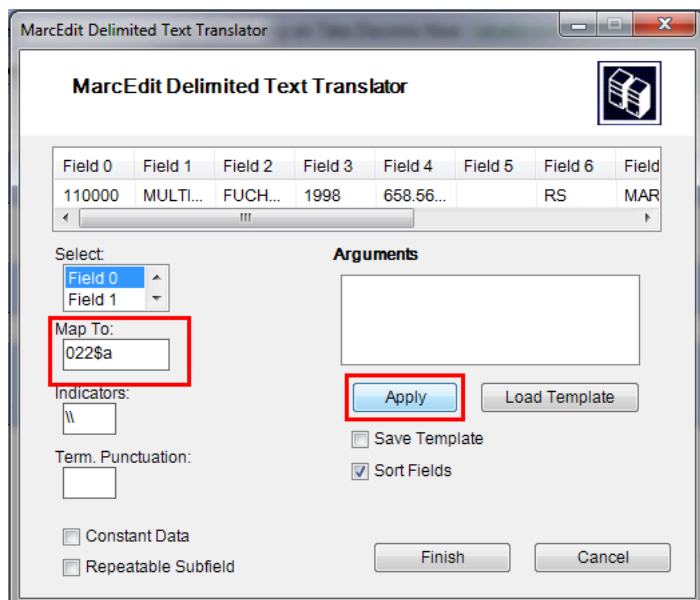 MarcEdit Delimited Text Translator
MarcEdit Delimited Text Translator
Field 0 Field 1 Field 2 Field 3 Field 4 Field 5 Field 6 Field
110000 MULTI... FUCH... 1998 658.56... RS MAR
Select:
Field 0
Field 1
Map To:
022$a
Indicators:
\\
Term. Punctuation:
Constant Data
Repeatable Subfield
Arguments
Apply Load Template
Save Template
Sort Fields
Finish Cancel